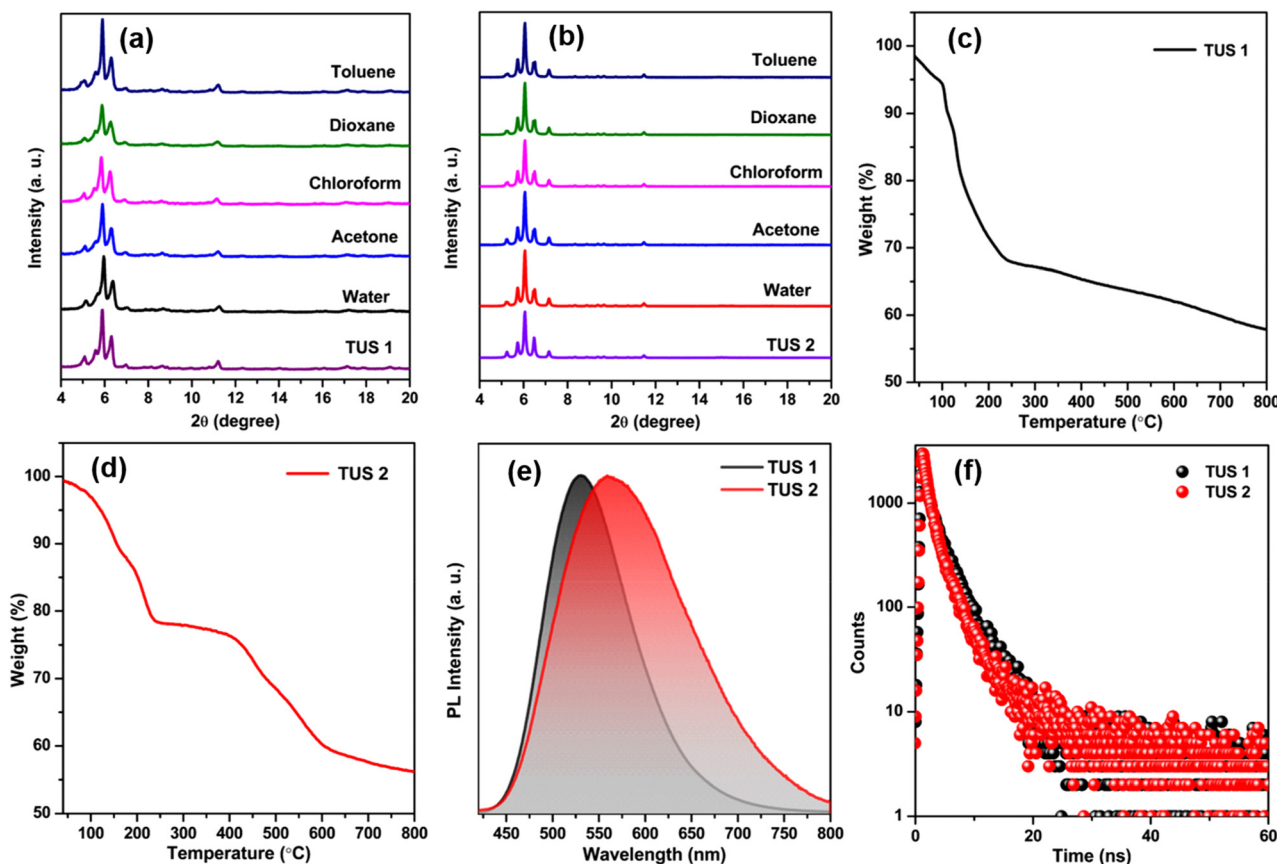 (a)
Toluene
Dioxane
Chloroform
Acetone
Water
TUS 1
Intensity (a. u.)
4 6 8 10 12 14 16 18 20
2θ (degree)
(b)
Toluene
Dioxane
Chloroform
Acetone
Water
TUS 2
Intensity (a. u.)
4 6 8 10 12 14 16 18 20
2θ (degree)
(c)
TUS 1
Weight (%)
100
90
80
70
60
50
100 200 300 400 500 600 700 800
Temperature (°C)
(d)
TUS 2
Weight (%)
100
90
80
70
60
50
100 200 300 400 500 600 700 800
Temperature (°C)
(e)
TUS 1
TUS 2
PL Intensity (a. u.)
450 500 550 600 650 700 750 800
Wavelength (nm)
(f)
TUS 1
TUS 2
Counts
1000
100
10
1
0 20 40 60
Time (ns)